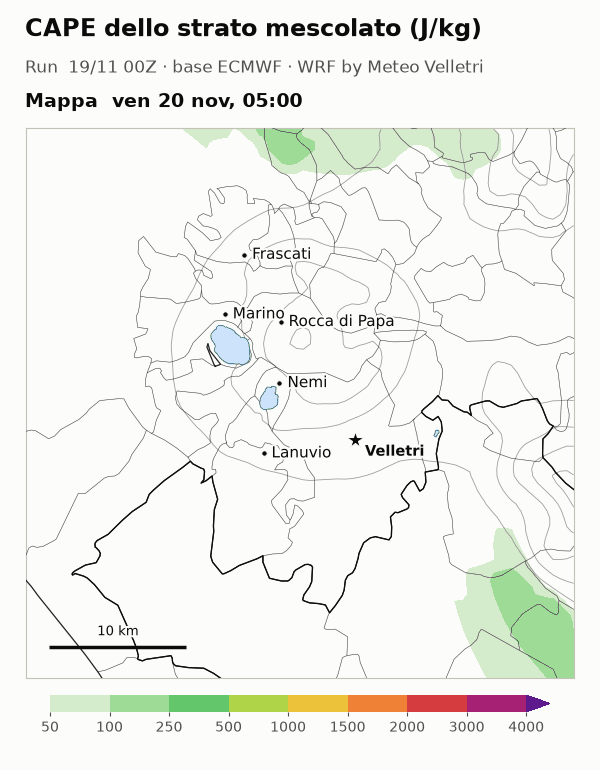 CAPE dello strato mescolato (J/kg)
Run  19/11 00Z · base ECMWF · WRF by Meteo Velletri
Mappa  ven 20 nov, 05:00
Frascati
Marino
Rocca di Papa
Nemi
Velletri
Lanuvio
10 km
50 100 250 500 1000 1500 2000 3000 4000